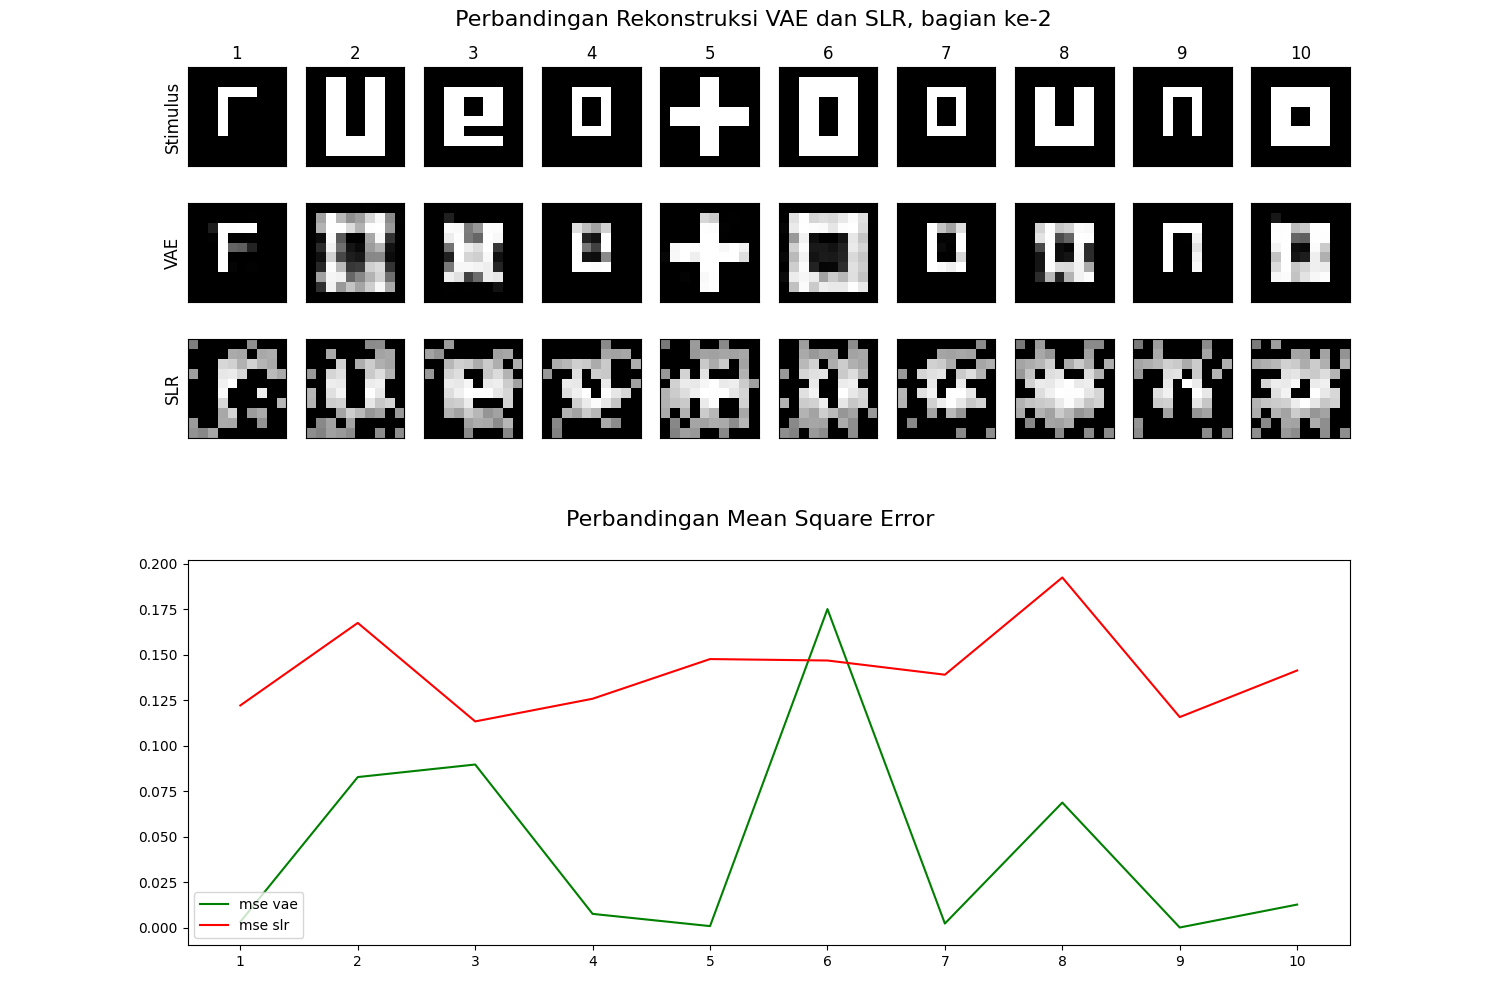 Perbandingan Rekonstruksi VAE dan SLR, bagian ke-2
1 2 3 4 5 6 7 8 9 10
Stimulus
VAE
SLR
Perbandingan Mean Square Error
0.200
0.175
0.150
0.125
0.100
0.075
0.050
0.025
0.000
mse vae
mse slr
1 2 3 4 5 6 7 8 9 10